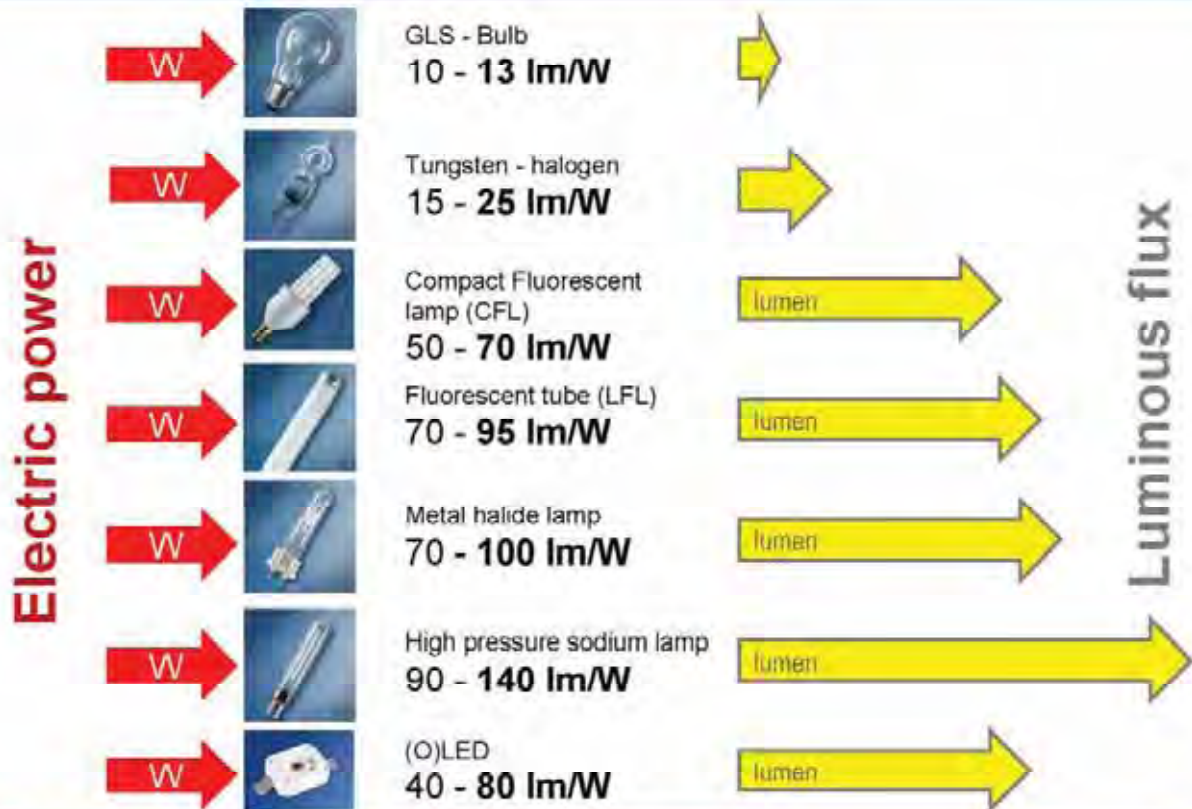 Electric power
W
GLS - Bulb
10 - 13 lm/W
W
Tungsten - halogen
15 - 25 lm/W
W
Compact Fluorescent
lamp (CFL)
50 - 70 lm/W
lumen
W
Fluorescent tube (LFL)
70 - 95 lm/W
lumen
W
Metal halide lamp
70 - 100 lm/W
lumen
W
High pressure sodium lamp
90 - 140 lm/W
lumen
W
(O)LED
40 - 80 lm/W
lumen
Luminous flux